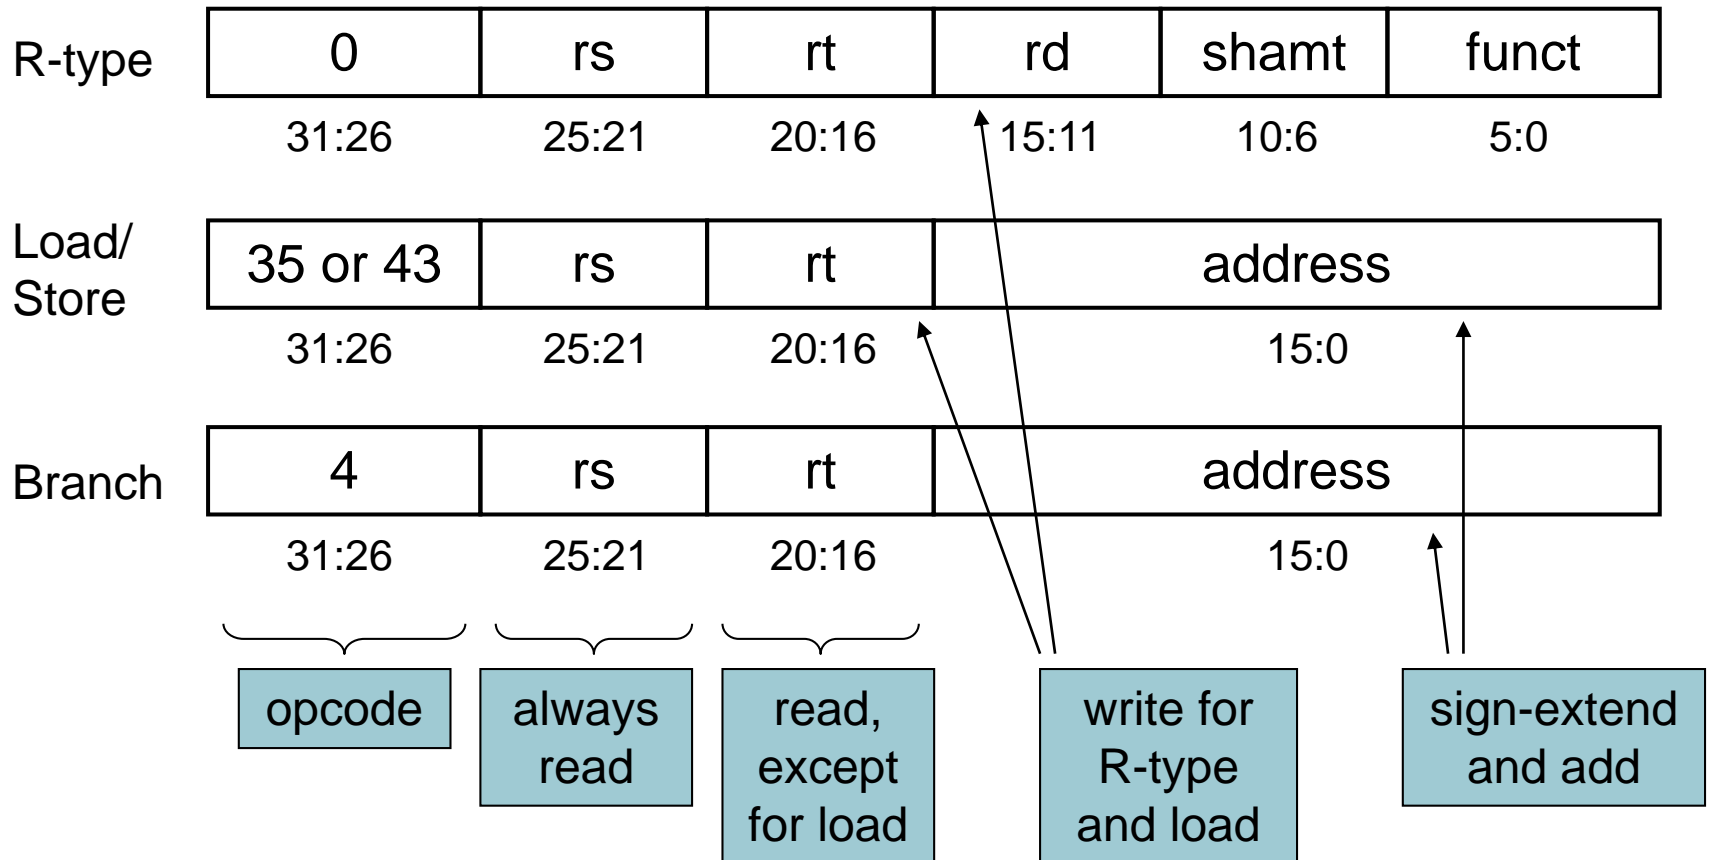 R-type 0 rs rt rd shamt funct
31:26 25:21 20:16 15:11 10:6 5:0
Load/
Store
35 or 43 rs rt address
31:26 25:21 20:16 15:0
Branch 4 rs rt address
31:26 25:21 20:16 15:0
opcode
always
read
read,
except
for load
write for
R-type
and load
sign-extend
and add